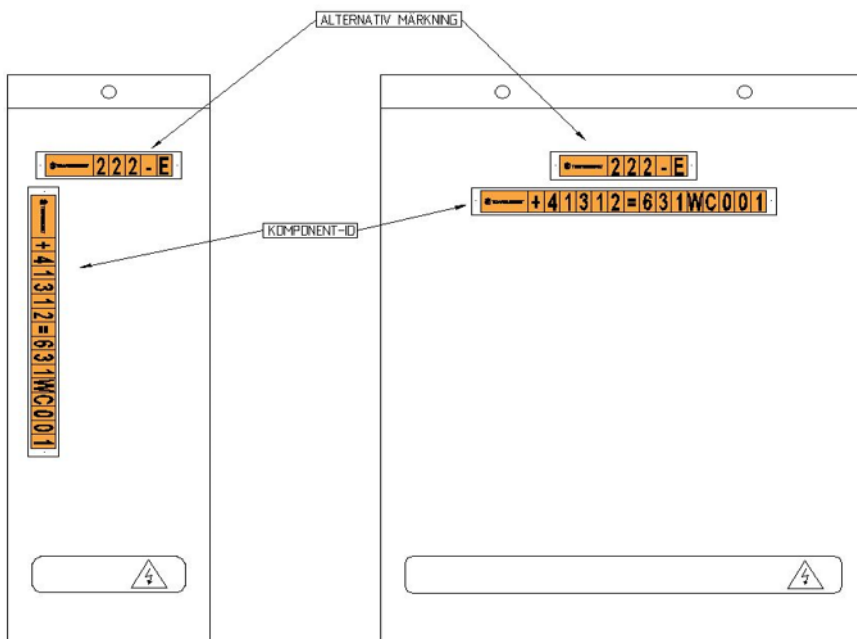 ALTERNATIV MÄRKNING
222-E
222-E
+41312=631WC001
KOMPONENT-ID
+41312=631WC001